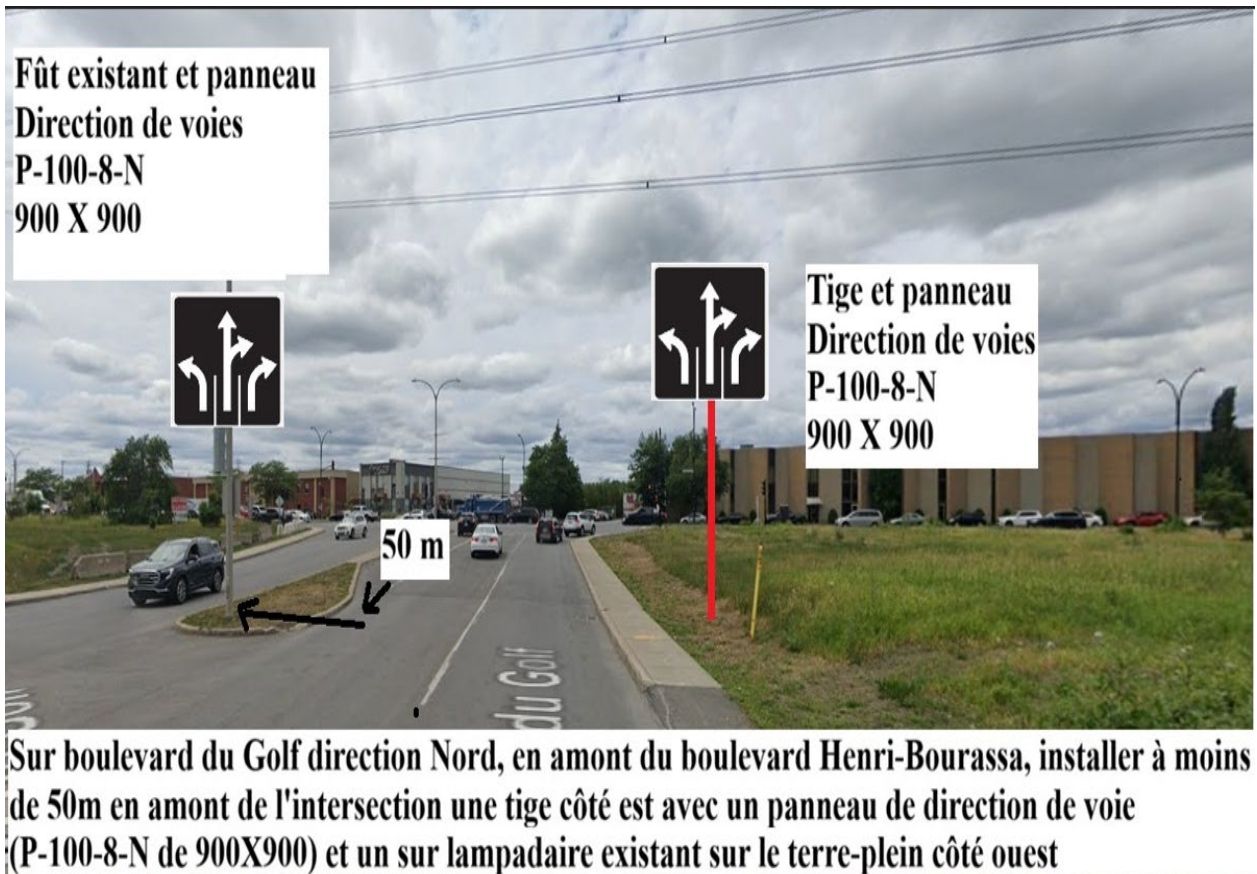 Fût existant et panneau
Direction de voies
P-100-8-N
900 X 900
Tige et panneau
Direction de voies
P-100-8-N
900 X 900
50 m
du Golf
Sur boulevard du Golf direction Nord, en amont du boulevard Henri-Bourassa, installer à moins
de 50m en amont de l'intersection une tige côté est avec un panneau de direction de voie
(P-100-8-N de 900X900) et un sur lampadaire existant sur le terre-plein côté ouest